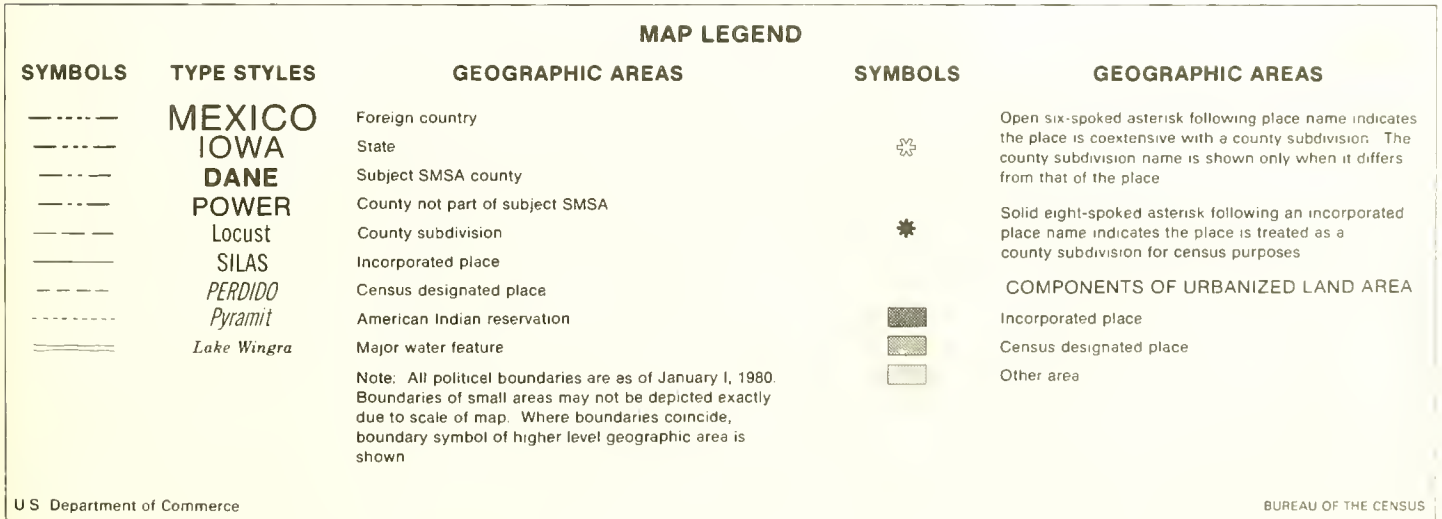 MAP LEGEND
SYMBOLS TYPE STYLES GEOGRAPHIC AREAS
MEXICO Foreign country
IOWA State
DANE Subject SMSA county
POWER County not part of subject SMSA
Locust County subdivision
SILAS Incorporated place
PERDIDO Census designated place
Pyramit American Indian reservation
Lake Wingra Major water feature
Note: All politicel boundaries are as of January I, 1980.
Boundaries of small areas may not be depicted exactly
due to scale of map. Where boundaries coincide,
boundary symbol of higher level geographic area is
shown
SYMBOLS GEOGRAPHIC AREAS
Open six-spoked asterisk following place name indicates
the place is coextensive with a county subdivision The
county subdivision name is shown only when it differs
from that of the place
Solid eight-spoked asterisk following an incorporated
place name indicates the place is treated as a
county subdivision for census purposes
COMPONENTS OF URBANIZED LAND AREA
Incorporated place
Census designated place
Other area
U S Department of Commerce
BUREAU OF THE CENSUS